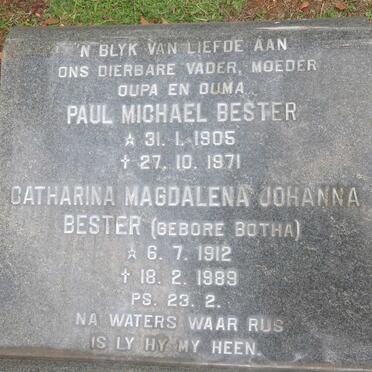 'N BLYK VAN LIEFDE AAN
ONS DIERBARE VADER, MOEDER
OUPA EN OUMA
PAUL MICHAEL BESTER
☆ 31. 1. 1905
✝ 27. 10. 1971
CATHARINA MAGDALENA JOHANNA
BESTER (GEBORE BOTHA)
☆ 6. 7. 1912
✝ 18. 2. 1989
PS. 23. 2.
NA WATERS WAAR RUS
IS LY HY MY HEEN.